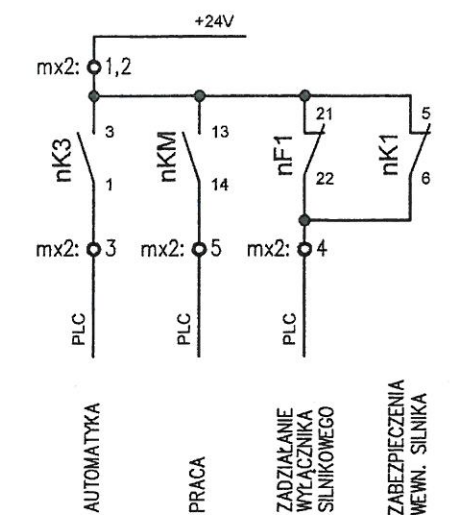 +24V
mx2: 1,2
nK3
3
1
nKM
13
14
nF1
21
22
nK1
5
6
mx2: 3
mx2: 5
mx2: 4
PLC
PLC
PLC
AUTOMATYKA
PRACA
ZADZIAŁANIE
WYŁĄCZNIKA
SILNIKOWEGO
ZABEZPIECZENIA
WEWN. SILNIKA